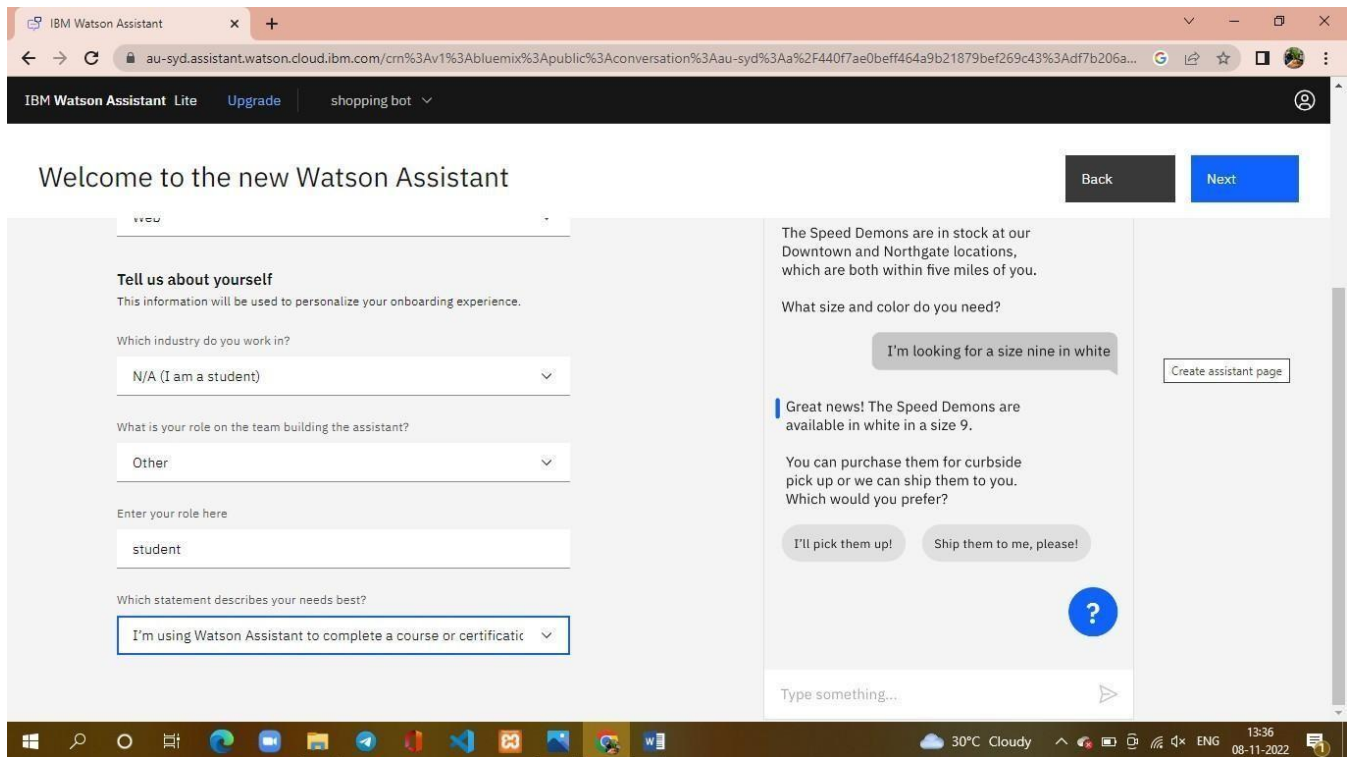 IBM Watson Assistant
au-syd.assistant.watson.cloud.ibm.com/crn%3Av1%3Abluemix%3Apublic%3Aconversation%3Aau-syd%3Aa%2F440f7ae0beff464a9b21879bef269c43%3Adf7b206a...
IBM Watson Assistant Lite Upgrade shopping bot
Welcome to the new Watson Assistant
Back
Next
Web
Tell us about yourself
This information will be used to personalize your onboarding experience.
Which industry do you work in?
N/A (I am a student)
What is your role on the team building the assistant?
Other
Enter your role here
student
Which statement describes your needs best?
I'm using Watson Assistant to complete a course or certificatic
The Speed Demons are in stock at our
Downtown and Northgate locations,
which are both within five miles of you.
What size and color do you need?
I'm looking for a size nine in white
Great news! The Speed Demons are
available in white in a size 9.
You can purchase them for curbside
pick up or we can ship them to you.
Which would you prefer?
I'll pick them up! Ship them to me, please!
?
Type something...
Create assistant page
30°C Cloudy ENG 13:36
08-11-2022
1